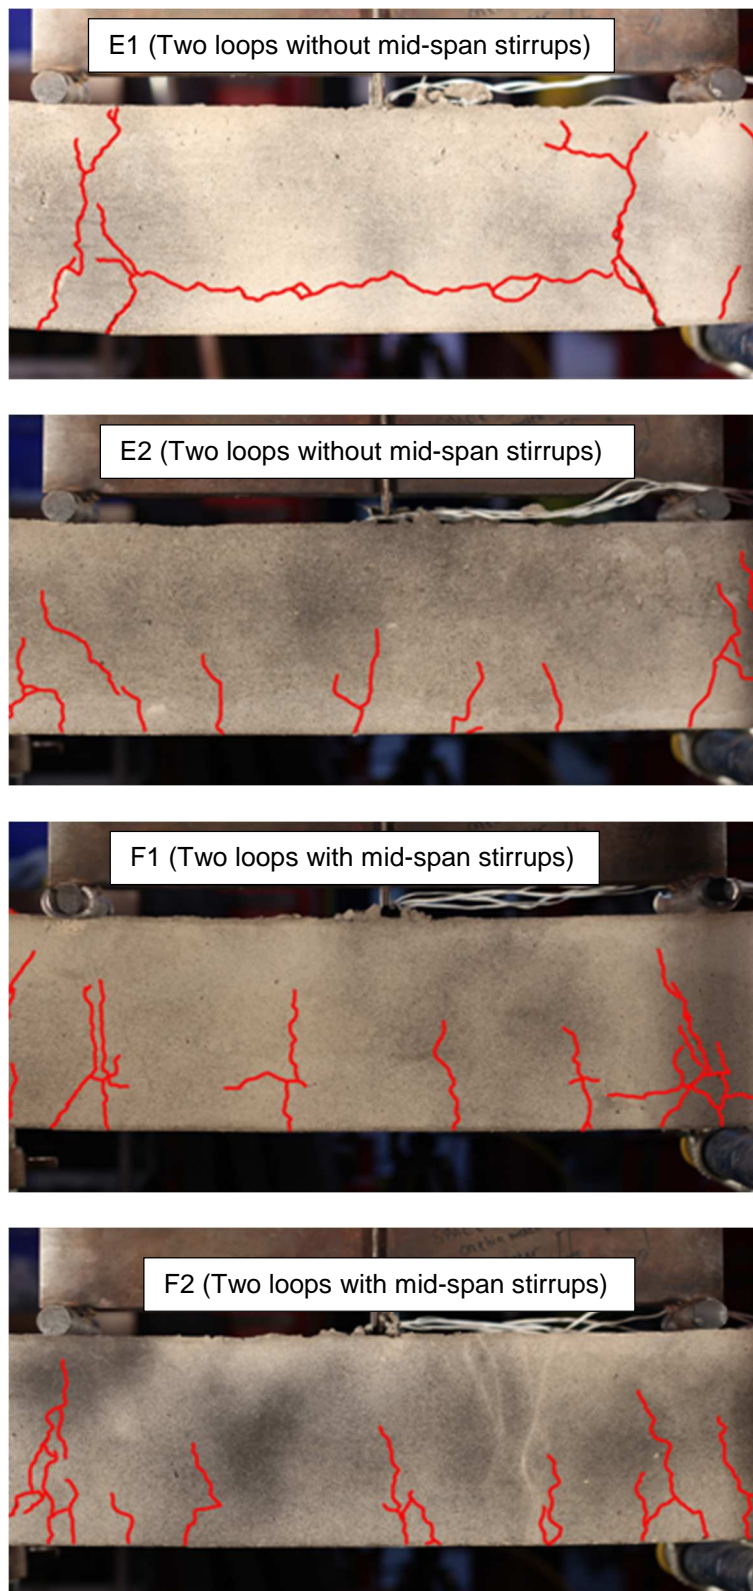 E1 (Two loops without mid-span stirrups)
E2 (Two loops without mid-span stirrups)
F1 (Two loops with mid-span stirrups)
F2 (Two loops with mid-span stirrups)